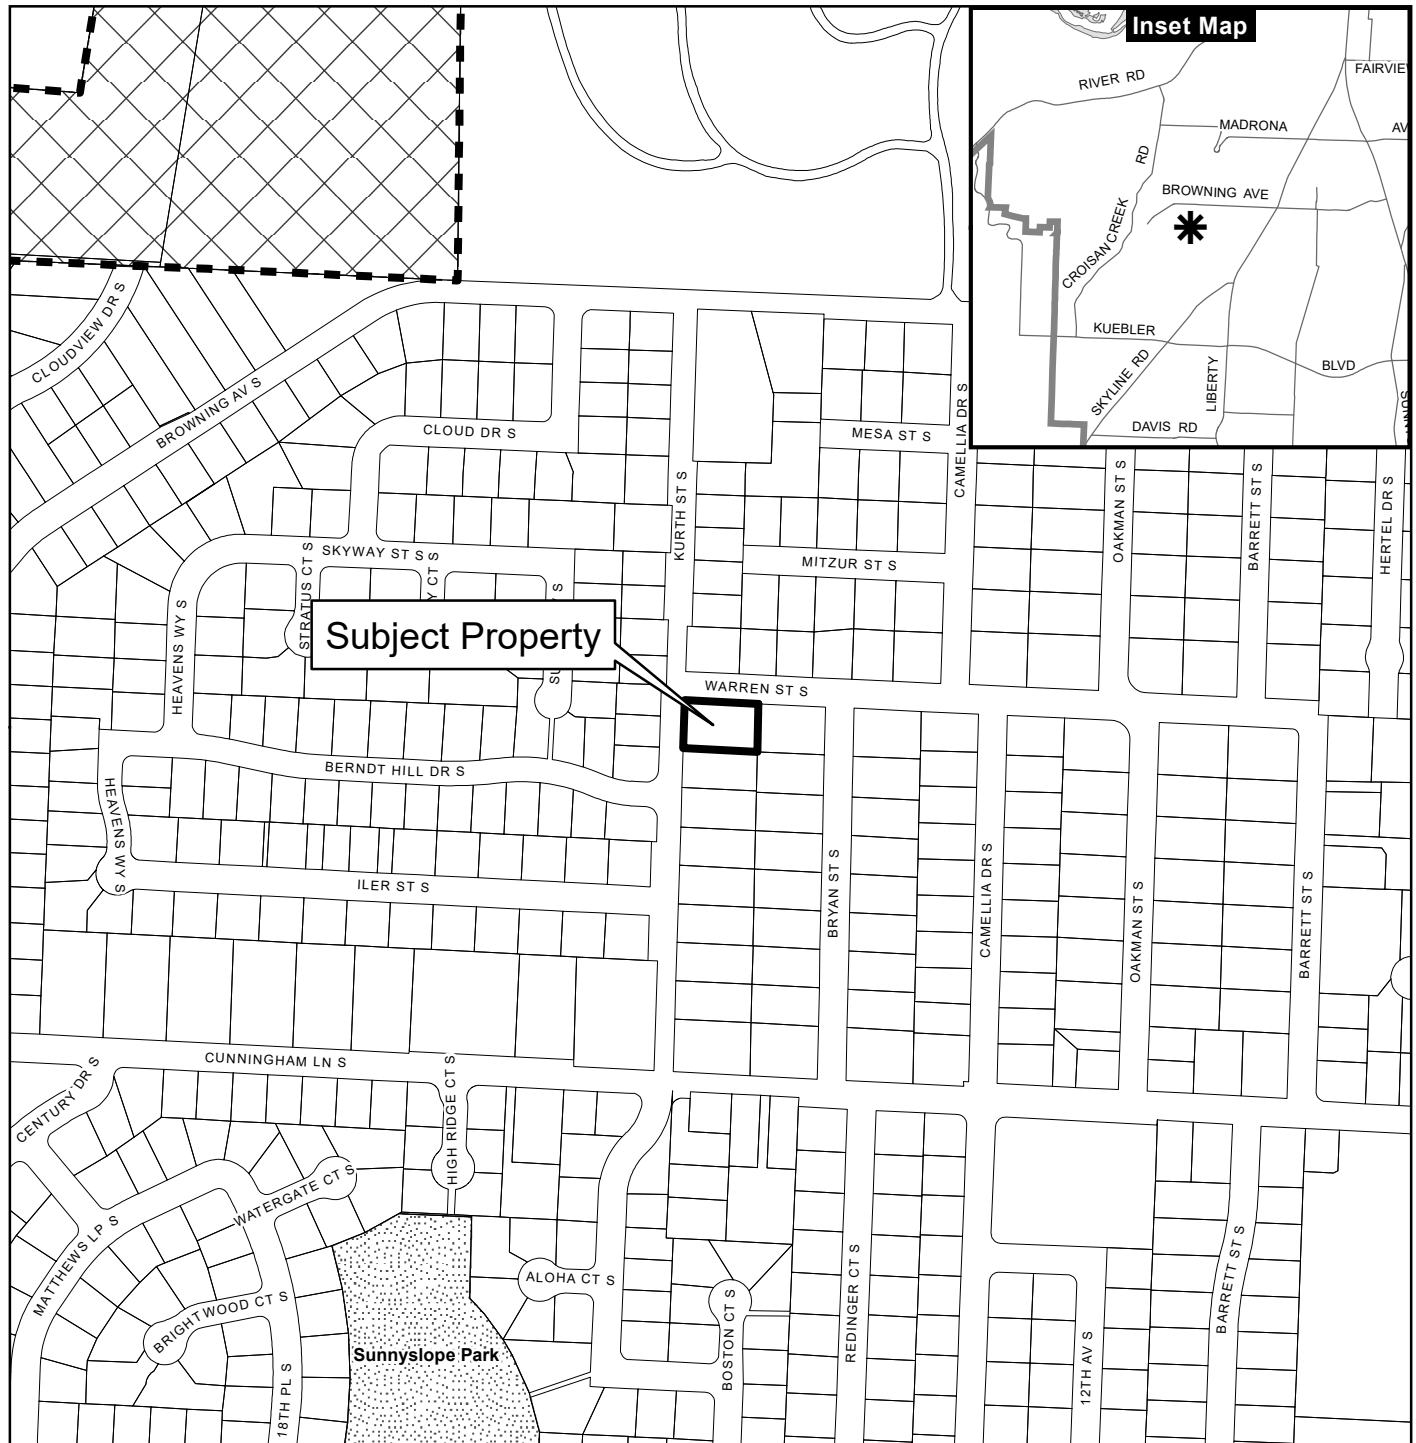 Inset Map
RIVER RD
FAIRVIE
MADRONA
AV
RD
BROWNING AVE
CROISAN CREEK
KUEBLER
BLVD
SKYLINE RD
LIBERTY
SUNN
DAVIS RD
CLOUDVIEW DR S
BROWNING AV S
CLOUD DR S
MESA ST S
CAMELLIA DR S
KURTH ST S
OAKMAN ST S
BARRETT ST S
HERTEL DR S
SKYWAY ST S
STRATUS CT S
Y CT S
SU
S
MITZUR ST S
HEAVENS WY S
Subject Property
WARREN ST S
BERNDT HILL DR S
HEAVENS WY S
ILER ST S
BRYAN ST S
CAMELLIA DR S
OAKMAN ST S
BARRETT ST S
CUNNINGHAM LN S
CENTURY DR S
HIGH RIDGE CT S
WATERGATE CT S
MATTHEWS LP S
BRIGHTWOOD CT S
18TH PL S
Sunnyslope Park
ALOHA CT S
BOSTON CT S
REDINGER CT S
12TH AV S
BARRETT ST S